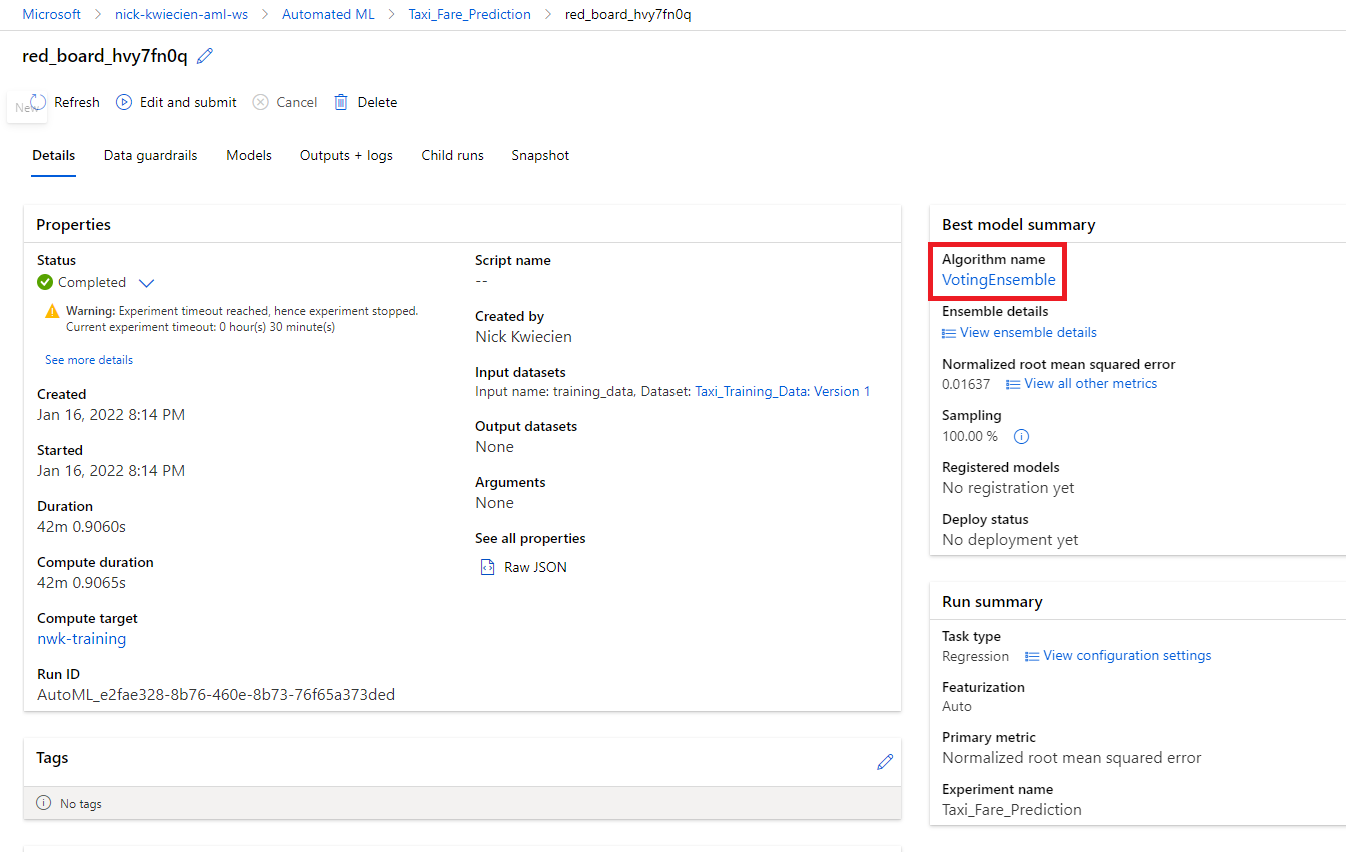 Microsoft > nick-kwiecien-aml-ws > Automated ML > Taxi_Fare_Prediction > red_board_hvy7fn0q
red_board_hvy7fn0q
New
Refresh Edit and submit Cancel Delete
Details Data guardrails Models Outputs + logs Child runs Snapshot
Properties
Status
Completed
Warning: Experiment timeout reached, hence experiment stopped.
Current experiment timeout: 0 hour(s) 30 minute(s)
See more details
Created
Jan 16, 2022 8:14 PM
Started
Jan 16, 2022 8:14 PM
Duration
42m 0.9060s
Compute duration
42m 0.9065s
Compute target
nwk-training
Run ID
AutoML_e2fae328-8b76-460e-8b73-76f65a373ded
Script name
--
Created by
Nick Kwiecien
Input datasets
Input name: training_data, Dataset: Taxi_Training_Data: Version 1
Output datasets
None
Arguments
None
See all properties
Raw JSON
Tags
No tags
Best model summary
Algorithm name
VotingEnsemble
Ensemble details
View ensemble details
Normalized root mean squared error
0.01637 View all other metrics
Sampling
100.00 %
Registered models
No registration yet
Deploy status
No deployment yet
Run summary
Task type
Regression View configuration settings
Featurization
Auto
Primary metric
Normalized root mean squared error
Experiment name
Taxi_Fare_Prediction